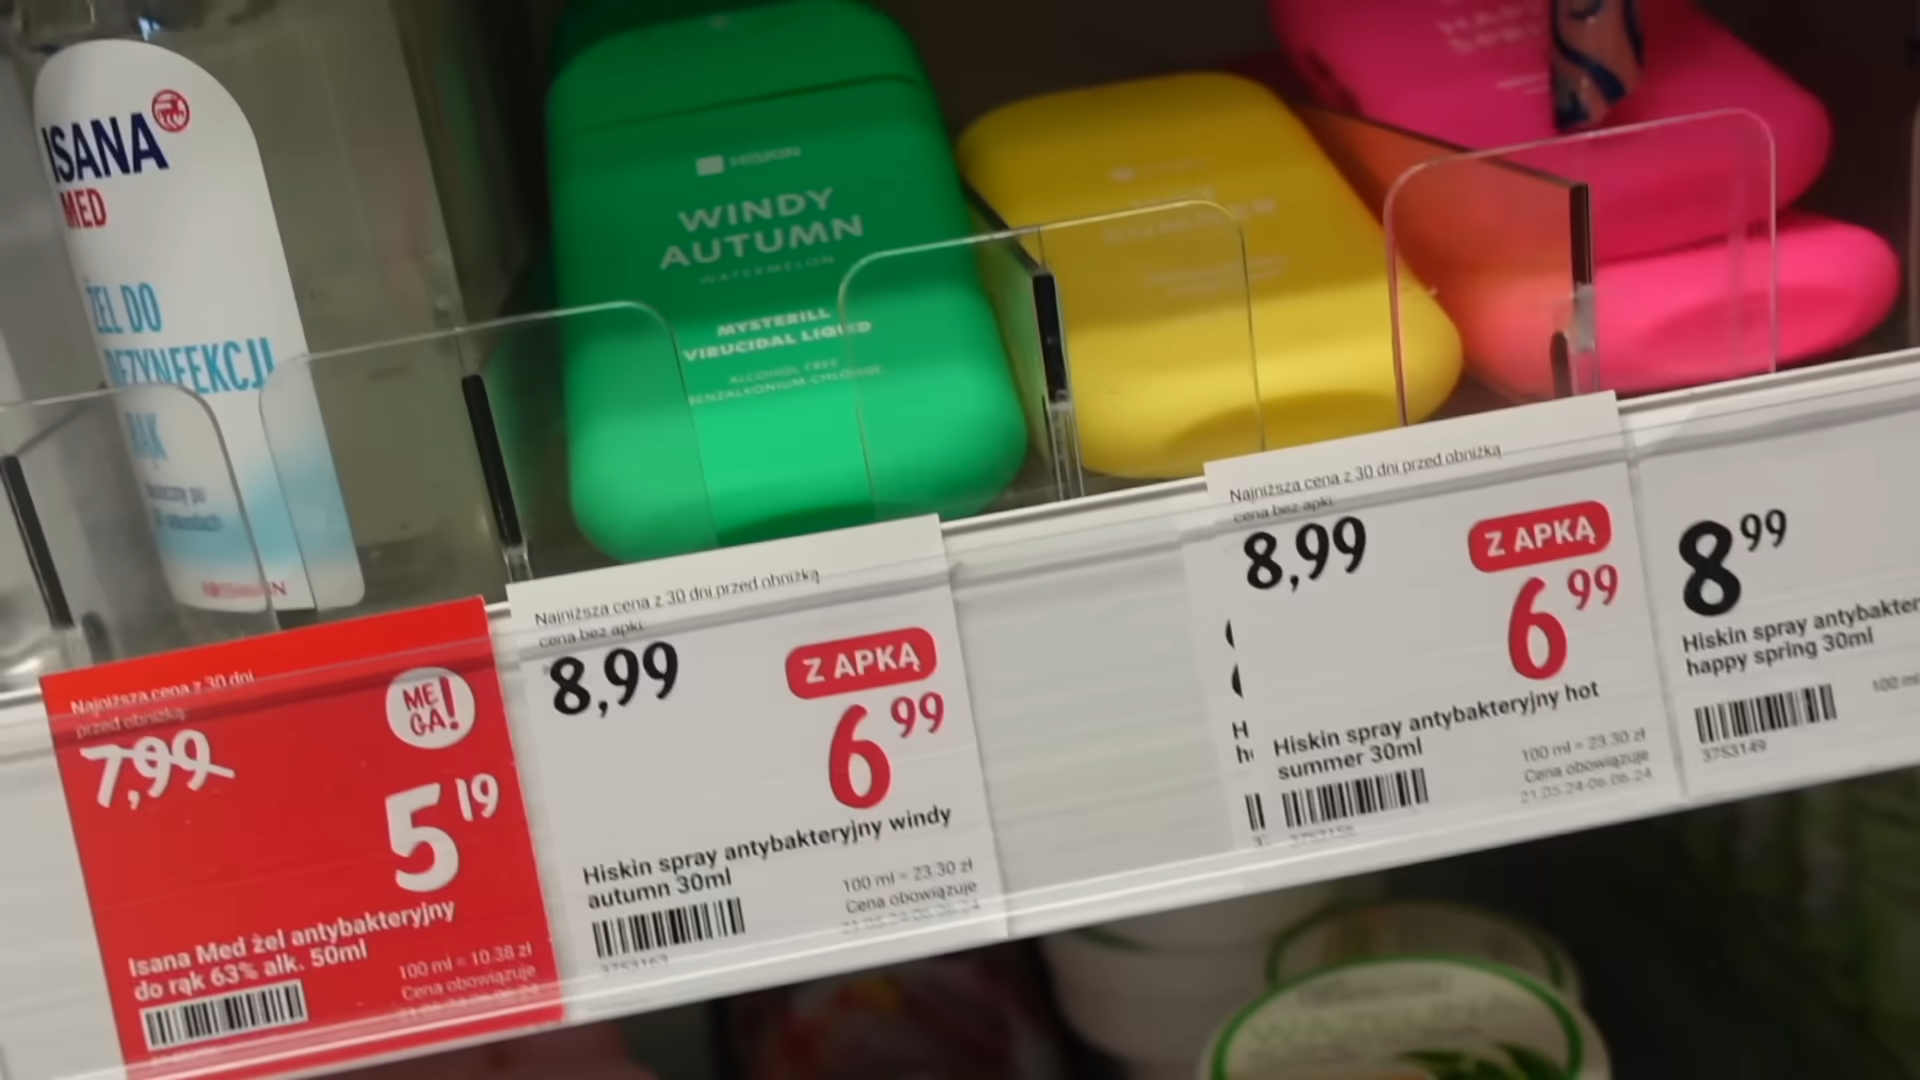 ISANA
MED
ŻEL DO
DEZYNFEKCJI
RĄK
HISKIN
WINDY
AUTUMN
WATERMELON
MYSTERILL
VIRUCIDAL LIQUID
ALCOHOL FREE
BENZALKONIUM CHLORIDE
Najniższa cena z 30 dni
przed obniżką
7,99
ME
GA!
5 19
Isana Med żel antybakteryjny
do rąk 63% alk. 50ml
100 ml = 10.38 zł
Cena obowiązuje
Najniższa cena z 30 dni przed obniżką
cena bez apki
8,99
Z APKĄ
6 99
Hiskin spray antybakteryjny windy
autumn 30ml
100 ml = 23.30 zł
Cena obowiązuje
Najniższa cena z 30 dni przed obniżką
cena bez apki
8,99
Z APKĄ
6 99
Hiskin spray antybakteryjny hot
summer 30ml
100 ml = 23.30 zł
Cena obowiązuje
21.05.24-06.06.24
8 99
Hiskin spray antybakter
happy spring 30ml
100 ml
3753149